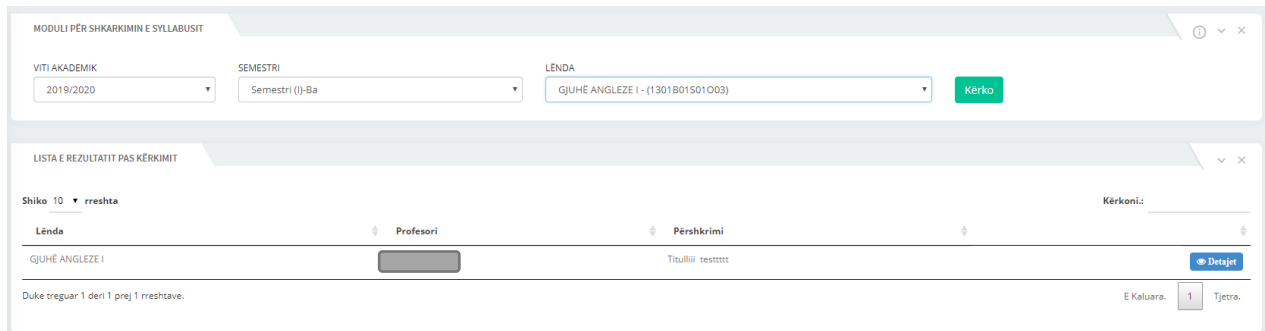 MODULI PËR SHKARKIMIN E SYLLABUSIT
VITI AKADEMIK SEMESTRI LËNDA
2019/2020 Semestri (I)-Ba GJUHË ANGLEZE I - (1301B01S01O03) Kërko
LISTA E REZULTATIT PAS KËRKIMIT
Shiko 10 rreshta Kërkoni.:
Lënda Profesori Përshkrimi
GJUHË ANGLEZE I Titulliii testtttt Detajet
Duke treguar 1 deri 1 prej 1 rreshtave. E Kaluara. 1 Tjetra.